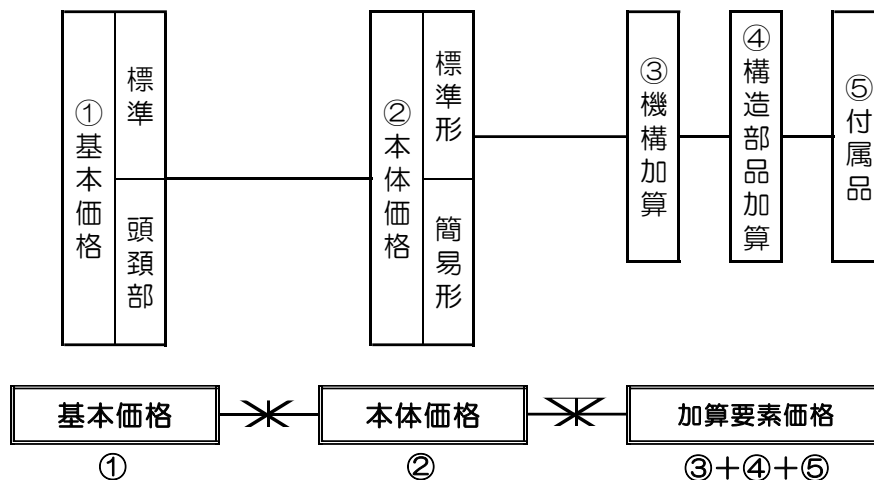 ①基本価格
標準
頭頚部
②本体価格
標準形
簡易形
③機構加算
④構造部品加算
⑤付属品
基本価格
本体価格
加算要素価格
①
②
③+④+⑤